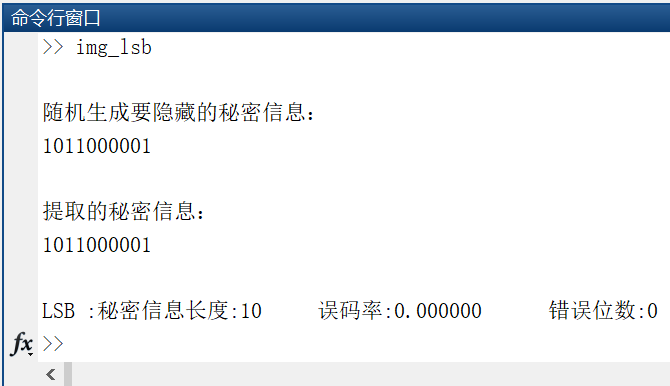 命令行窗口
>> img_lsb
随机生成要隐藏的秘密信息:
1011000001
提取的秘密信息:
1011000001
LSB :秘密信息长度:10 误码率:0.000000 错误位数:0
fx >>